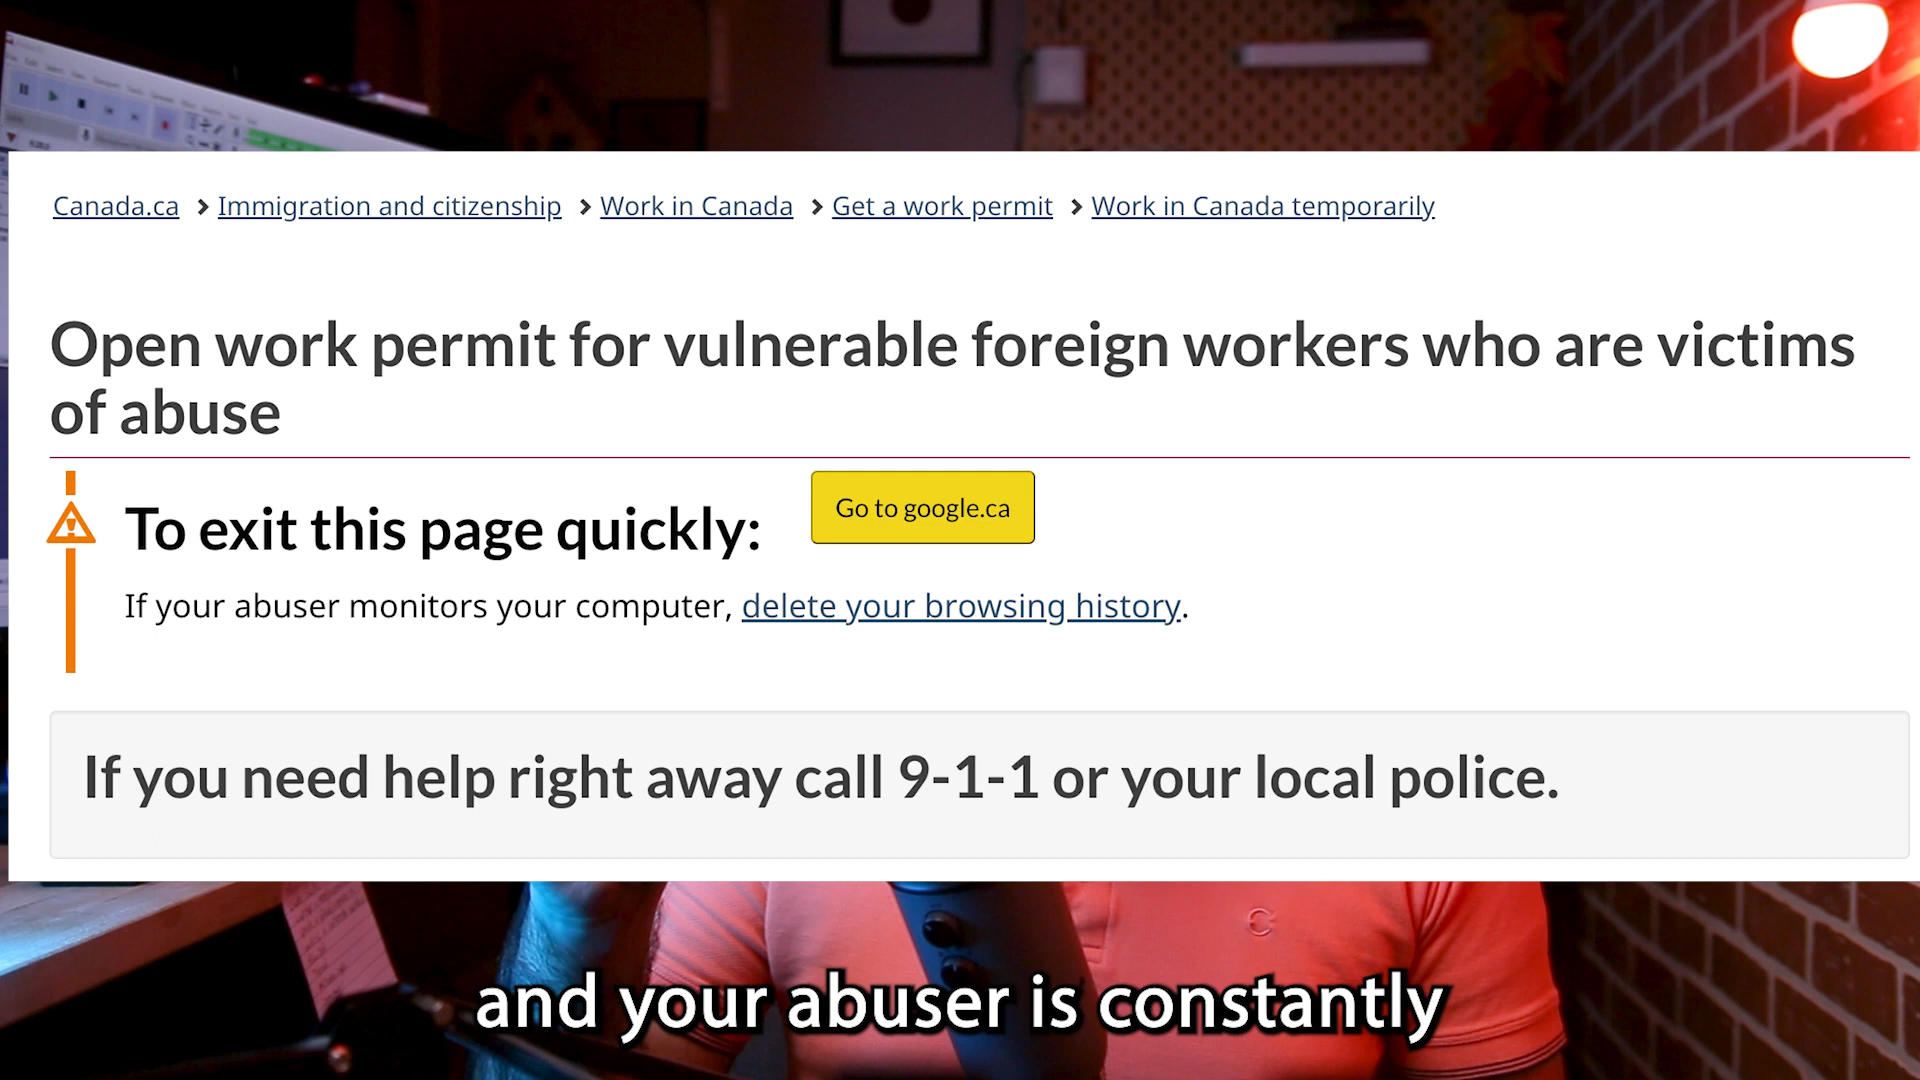 Canada.ca > Immigration and citizenship > Work in Canada > Get a work permit > Work in Canada temporarily
Open work permit for vulnerable foreign workers who are victims
of abuse
To exit this page quickly:
Go to google.ca
If your abuser monitors your computer, delete your browsing history.
If you need help right away call 9-1-1 or your local police.
and your abuser is constantly